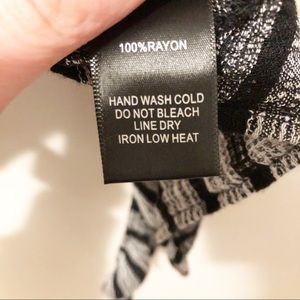 100%RAYON
HAND WASH COLD
DO NOT BLEACH
LINE DRY
IRON LOW HEAT